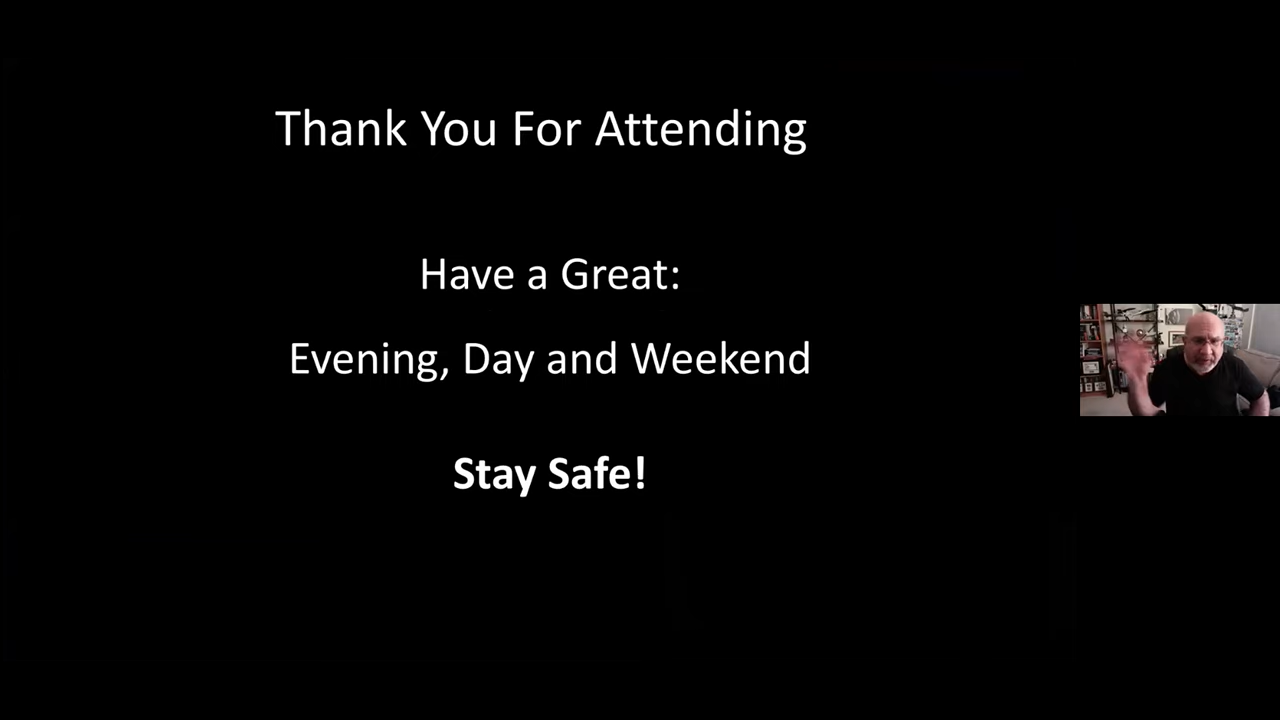 Thank You For Attending
Have a Great:
Evening, Day and Weekend
Stay Safe!